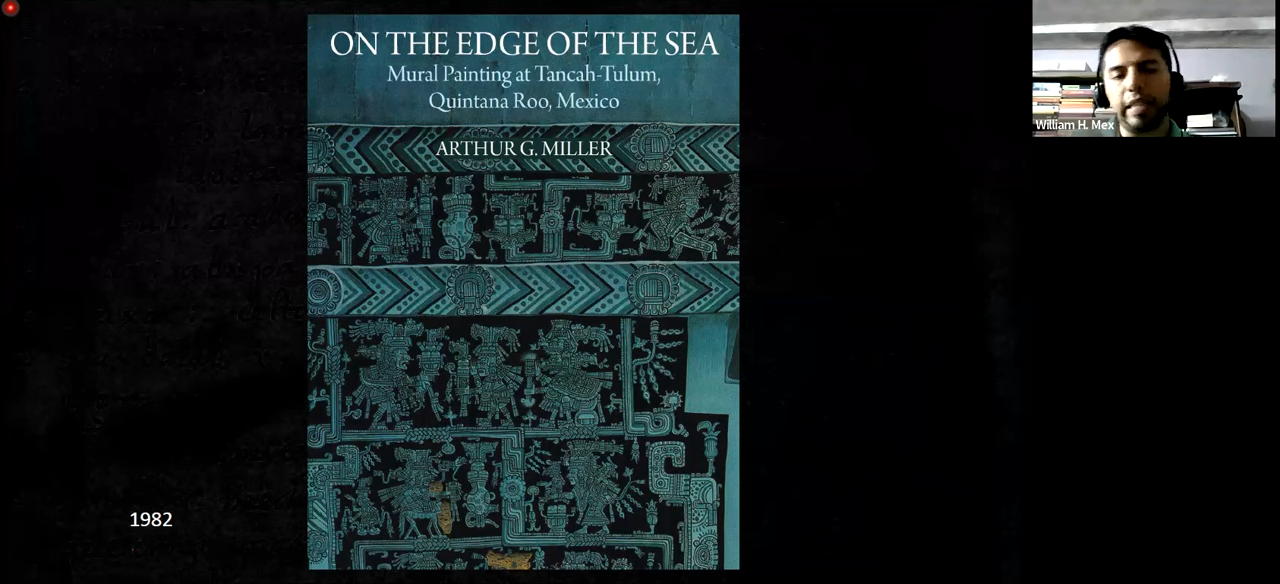 ON THE EDGE OF THE SEA
Mural Painting at Tancah-Tulum,
Quintana Roo, Mexico
ARTHUR G. MILLER
1982
William H. Mex